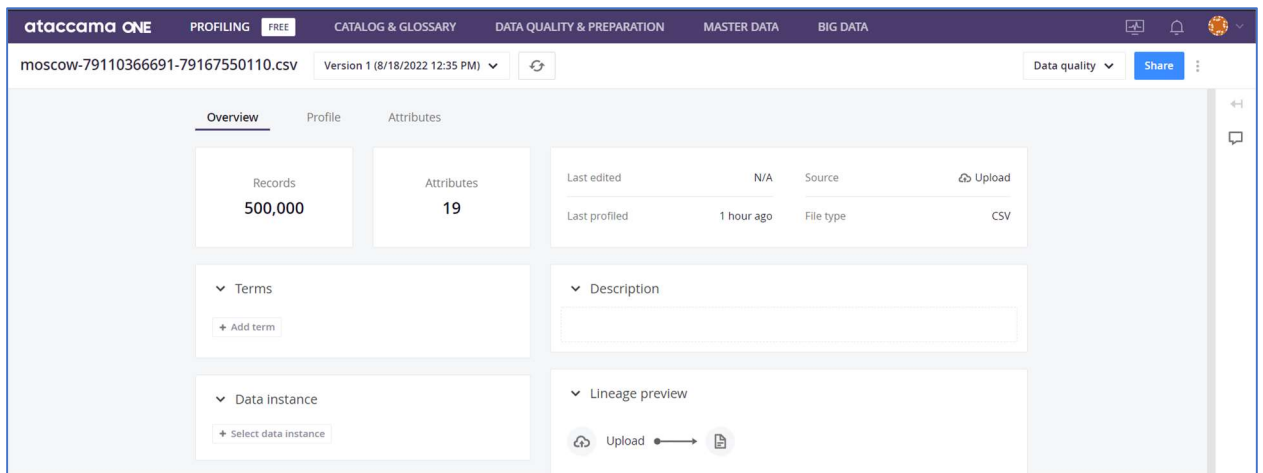 ataccama ONE PROFILING FREE CATALOG & GLOSSARY DATA QUALITY & PREPARATION MASTER DATA BIG DATA
moscow-79110366691-79167550110.csv Version 1 (8/18/2022 12:35 PM) Data quality Share
Overview Profile Attributes
Records
500,000
Attributes
19
Last edited N/A Source Upload
Last profiled 1 hour ago File type CSV
Terms
+ Add term
Description
Data instance
+ Select data instance
Lineage preview
Upload